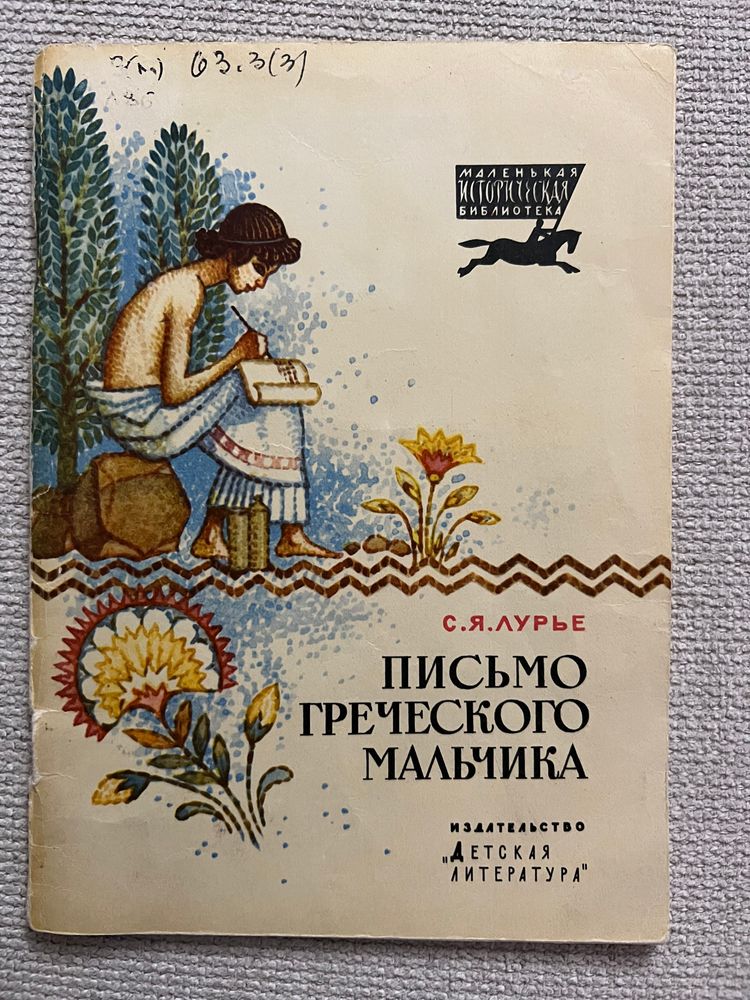 63.3(3)
МАЛЕНЬКАЯ
ИСТОРИЧЕСКАЯ
БИБЛИОТЕКА
С.Я.ЛУРЬЕ
ПИСЬМО
ГРЕЧЕСКОГО
МАЛЬЧИКА
ИЗДАТЕЛЬСТВО
„ДЕТСКАЯ
ЛИТЕРАТУРА"